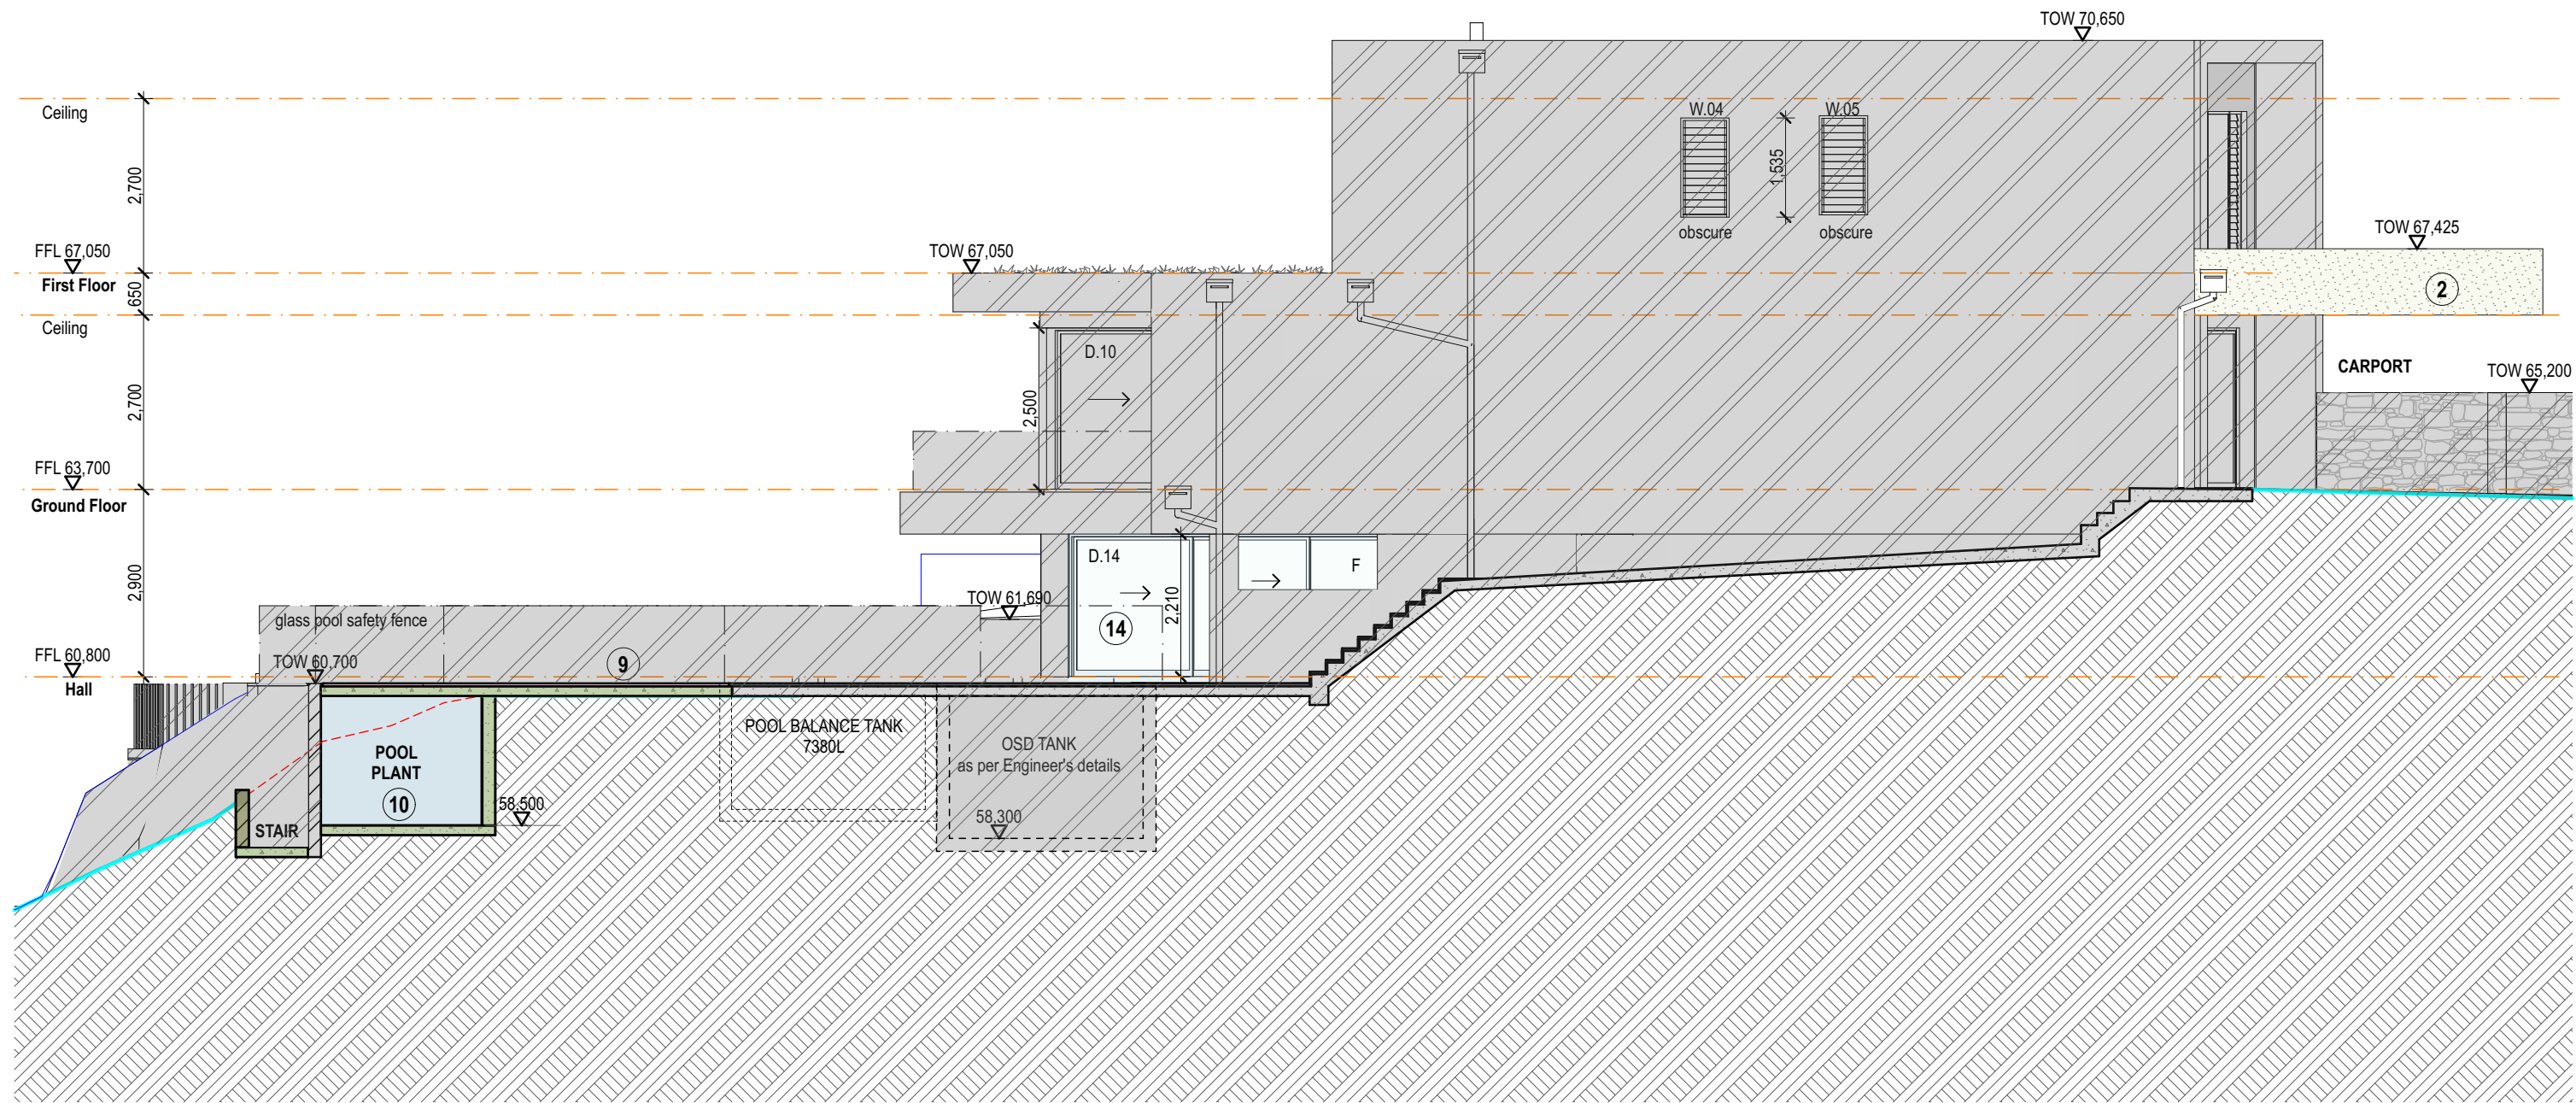 TOW 70,650
Ceiling
W.04
W.05
1,535
2,700
obscure
obscure
TOW 67,425
FFL 67,050
TOW 67,050
First Floor
650
2
Ceiling
D.10
CARPORT
TOW 65,200
2,700
2,500
FFL 63,700
Ground Floor
D.14
F
2,900
TOW 61,690
2,210
glass pool safety fence
14
FFL 60,800
TOW 60,700
9
Hall
POOL BALANCE TANK
7380L
OSD TANK
as per Engineer's details
POOL
PLANT
10
58,500
58,300
STAIR